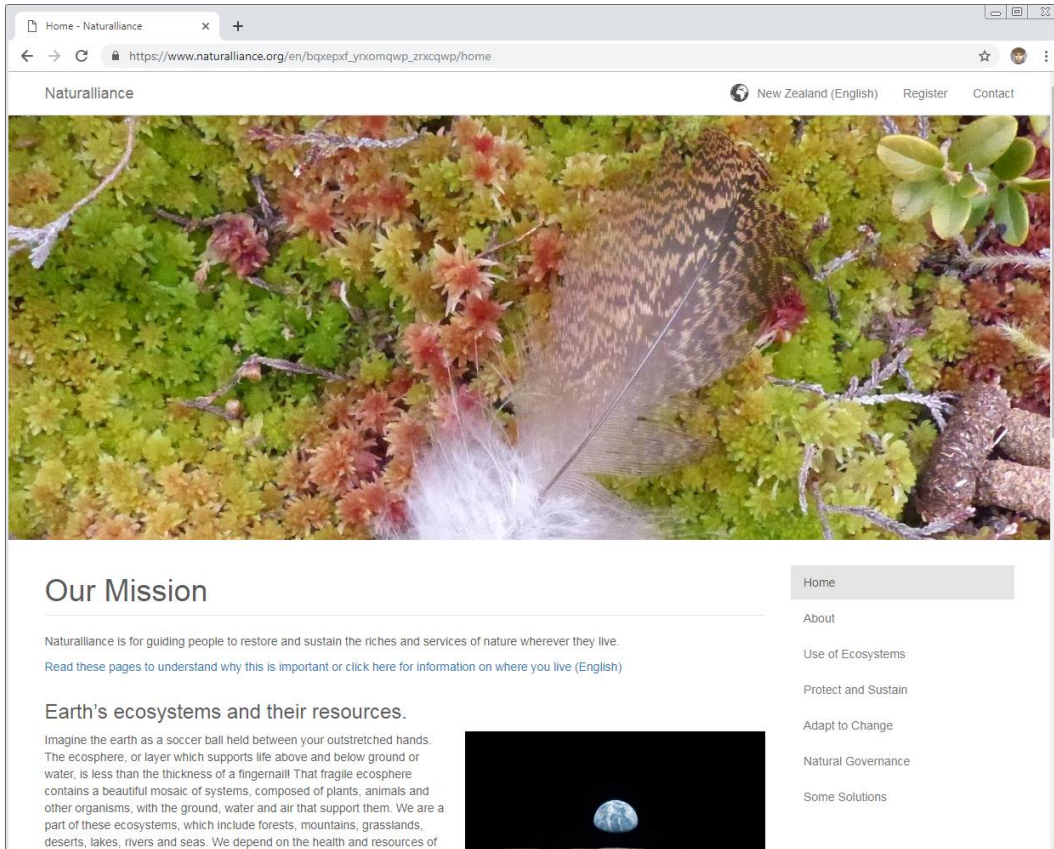 Home - Naturalliance
https://www.naturalliance.org/en/bqxepxf_yrxomqwp_zrxcqwp/home
Naturalliance
New Zealand (English)
Register
Contact
Our Mission
Naturalliance is for guiding people to restore and sustain the riches and services of nature wherever they live.
Read these pages to understand why this is important or click here for information on where you live (English)
Earth's ecosystems and their resources.
Imagine the earth as a soccer ball held between your outstretched hands.
The ecosphere, or layer which supports life above and below ground or
water, is less than the thickness of a fingernail! That fragile ecosphere
contains a beautiful mosaic of systems, composed of plants, animals and
other organisms, with the ground, water and air that support them. We are a
part of these ecosystems, which include forests, mountains, grasslands,
deserts, lakes, rivers and seas. We depend on the health and resources of
Home
About
Use of Ecosystems
Protect and Sustain
Adapt to Change
Natural Governance
Some Solutions